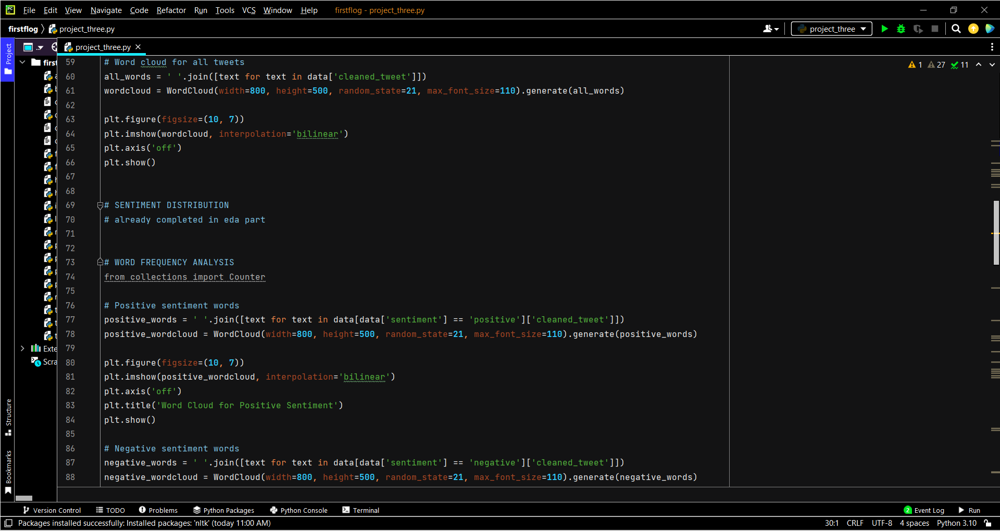 File Edit View Navigate Code Refactor Run Tools VCS Window Help firstflog - project_three.py
firstflog project_three.py project_three
Project
project_three.py
first
59 # Word cloud for all tweets
1 27 11
60 all_words = ' '.join([text for text in data['cleaned_tweet']])
61 wordcloud = WordCloud(width=800, height=500, random_state=21, max_font_size=110).generate(all_words)
62
63 plt.figure(figsize=(10, 7))
64 plt.imshow(wordcloud, interpolation='bilinear')
65 plt.axis('off')
66 plt.show()
67
68
69 # SENTIMENT DISTRIBUTION
70 # already completed in eda part
71
72
73 # WORD FREQUENCY ANALYSIS
74 from collections import Counter
75
76 # Positive sentiment words
77 positive_words = ' '.join([text for text in data[data['sentiment'] == 'positive']['cleaned_tweet']])
78 positive_wordcloud = WordCloud(width=800, height=500, random_state=21, max_font_size=110).generate(positive_words)
79
80 plt.figure(figsize=(10, 7))
81 plt.imshow(positive_wordcloud, interpolation='bilinear')
82 plt.axis('off')
83 plt.title('Word Cloud for Positive Sentiment')
84 plt.show()
85
86 # Negative sentiment words
87 negative_words = ' '.join([text for text in data[data['sentiment'] == 'negative']['cleaned_tweet']])
88 negative_wordcloud = WordCloud(width=800, height=500, random_state=21, max_font_size=110).generate(negative_words)
Exte
Scra
Structure
Bookmarks
Version Control TODO Problems Python Packages Python Console Terminal 2 Event Log Run
Packages installed successfully: Installed packages: 'nltk' (today 11:00 AM) 30:1 CRLF UTF-8 4 spaces Python 3.10